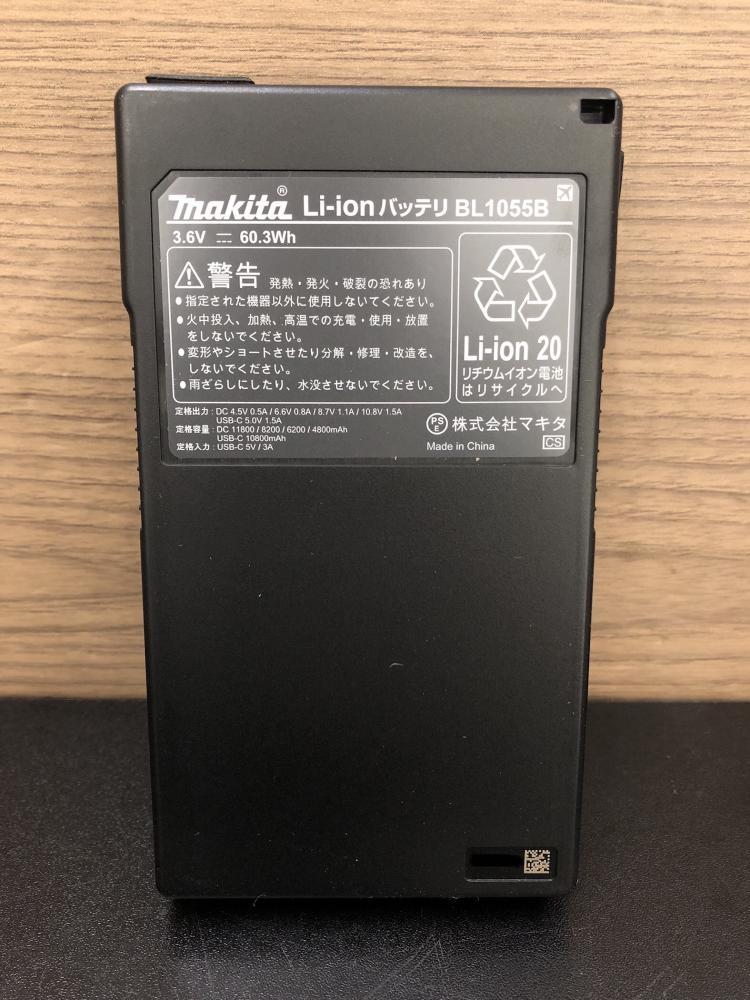 makita® Li-ion バッテリ BL1055B
3.6V ⎓ 60.3Wh
警告 発熱・発火・破裂の恐れあり
●指定された機器以外に使用しないでください。
●火中投入、加熱、高温での充電・使用・放置
をしないでください。
●変形やショートさせたり分解・修理・改造を、
しないでください。
●雨ざらしにしたり、水没させないでください。
Li-ion 20
リチウムイオン電池
はリサイクルへ
定格出力 : DC 4.5V 0.5A / 6.6V 0.8A / 8.7V 1.1A / 10.8V 1.5A
USB-C 5.0V 1.5A
定格容量 : DC 11800 / 8200 / 6200 / 4800mAh
USB-C 10800mAh
定格入力 : USB-C 5V / 3A
PS
E 株式会社マキタ
Made in China
CS